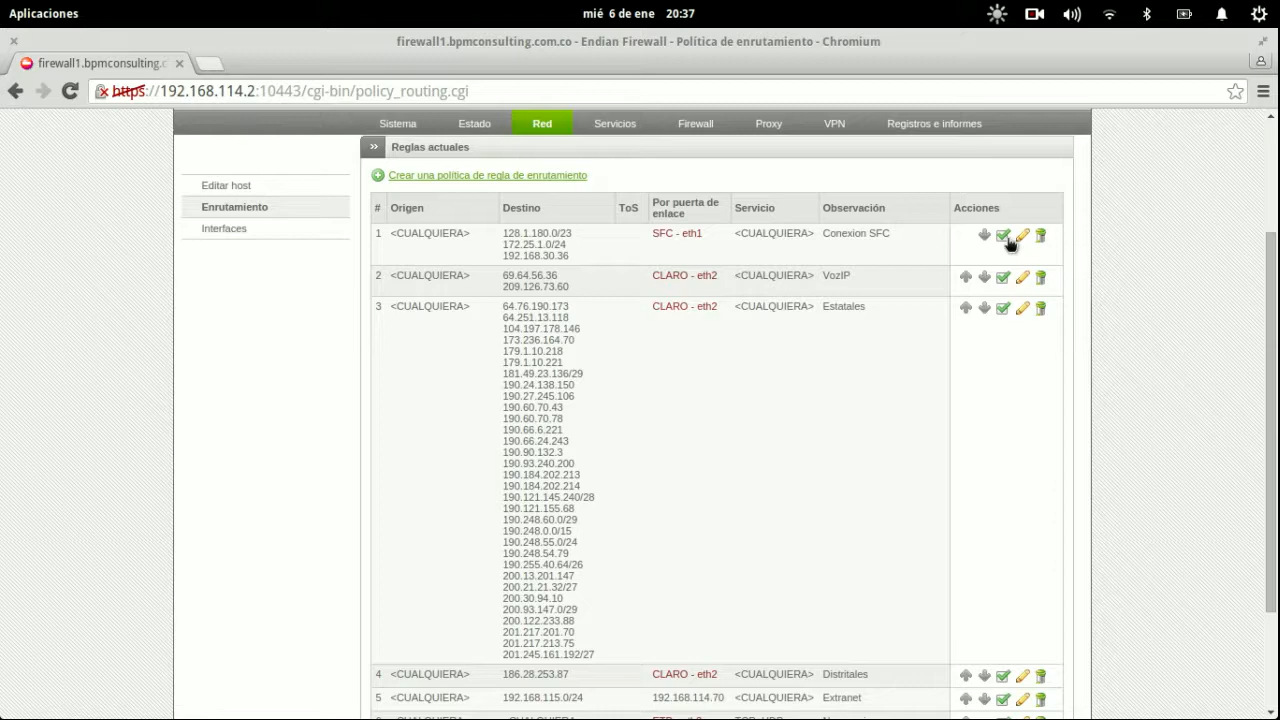 Aplicaciones
mié 6 de ene 20:37
firewall1.bpmconsulting.com.co - Endian Firewall - Política de enrutamiento - Chromium
firewall1.bpmconsulting.c
https://192.168.114.2:10443/cgi-bin/policy_routing.cgi
Sistema Estado Red Servicios Firewall Proxy VPN Registros e informes
Editar host
Enrutamiento
Interfaces
Reglas actuales
Crear una política de regla de enrutamiento
# Origen Destino ToS Por puerta de enlace Servicio Observación Acciones
1 <CUALQUIERA> 128.1.180.0/23 SFC - eth1 <CUALQUIERA> Conexion SFC
172.25.1.0/24
192.168.30.36
2 <CUALQUIERA> 69.64.56.36 CLARO - eth2 <CUALQUIERA> VozIP
209.126.73.60
3 <CUALQUIERA> 64.76.190.173 CLARO - eth2 <CUALQUIERA> Estatales
64.251.13.118
104.197.178.146
173.236.164.70
179.1.10.218
179.1.10.221
181.49.23.136/29
190.24.138.150
190.27.245.106
190.60.70.43
190.60.70.78
190.66.6.221
190.66.24.243
190.90.132.3
190.93.240.200
190.184.202.213
190.184.202.214
190.121.145.240/28
190.121.155.68
190.248.60.0/29
190.248.0.0/15
190.248.55.0/24
190.248.54.79
190.255.40.64/26
200.13.201.147
200.21.21.32/27
200.30.94.10
200.93.147.0/29
200.122.233.88
201.217.201.70
201.217.213.75
201.245.161.192/27
4 <CUALQUIERA> 186.28.253.87 CLARO - eth2 <CUALQUIERA> Distritales
5 <CUALQUIERA> 192.168.115.0/24 192.168.114.70 <CUALQUIERA> Extranet